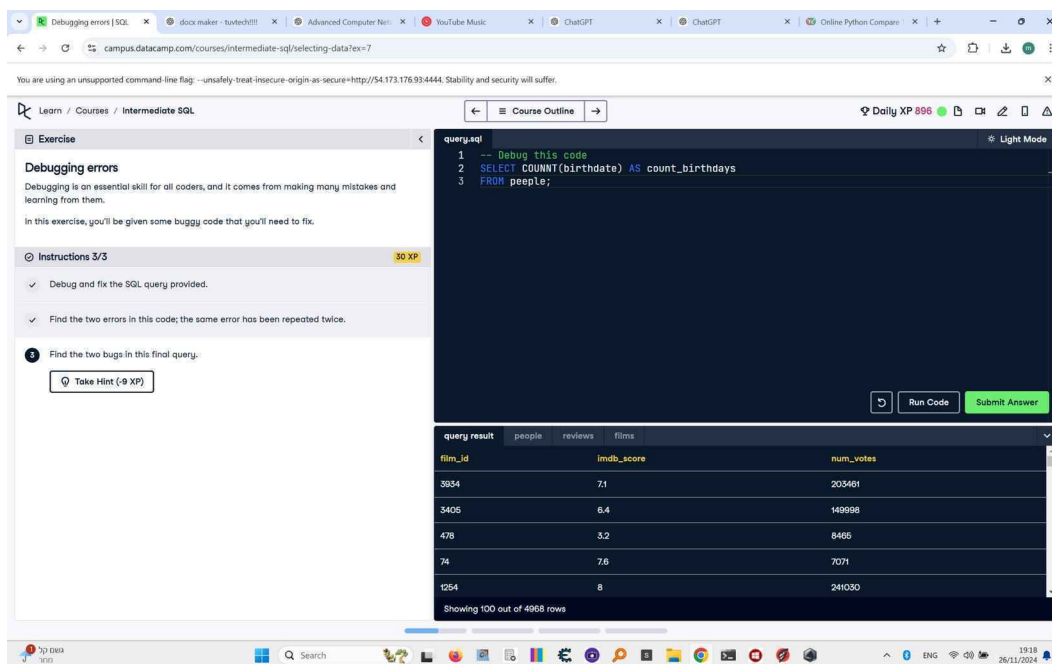 Debugging errors | SQL
docx maker - tuvtech!!!!
Advanced Computer Net
YouTube Music
ChatGPT
ChatGPT
Online Python Compare
campus.datacamp.com/courses/intermediate-sql/selecting-data?ex=7
You are using an unsupported command-line flag: --unsafely-treat-insecure-origin-as-secure=http://54.173.176.93:4444. Stability and security will suffer.
Learn / Courses / Intermediate SQL
Course Outline
Daily XP 896
Exercise
Debugging errors
Debugging is an essential skill for all coders, and it comes from making many mistakes and
learning from them.
In this exercise, you'll be given some buggy code that you'll need to fix.
Instructions 3/3
30 XP
Debug and fix the SQL query provided.
Find the two errors in this code; the same error has been repeated twice.
3 Find the two bugs in this final query.
Take Hint (-9 XP)
query.sql
Light Mode
1 -- Debug this code
2 SELECT COUNNT(birthdate) AS count_birthdays
3 FROM peeple;
Run Code
Submit Answer
query result people reviews films
film_id imdb_score num_votes
3934 7.1 203461
3405 6.4 149998
478 3.2 8465
74 7.6 7071
1254 8 241030
Showing 100 out of 4968 rows
גשם קל
מחר
Search
ENG
19:18
26/11/2024